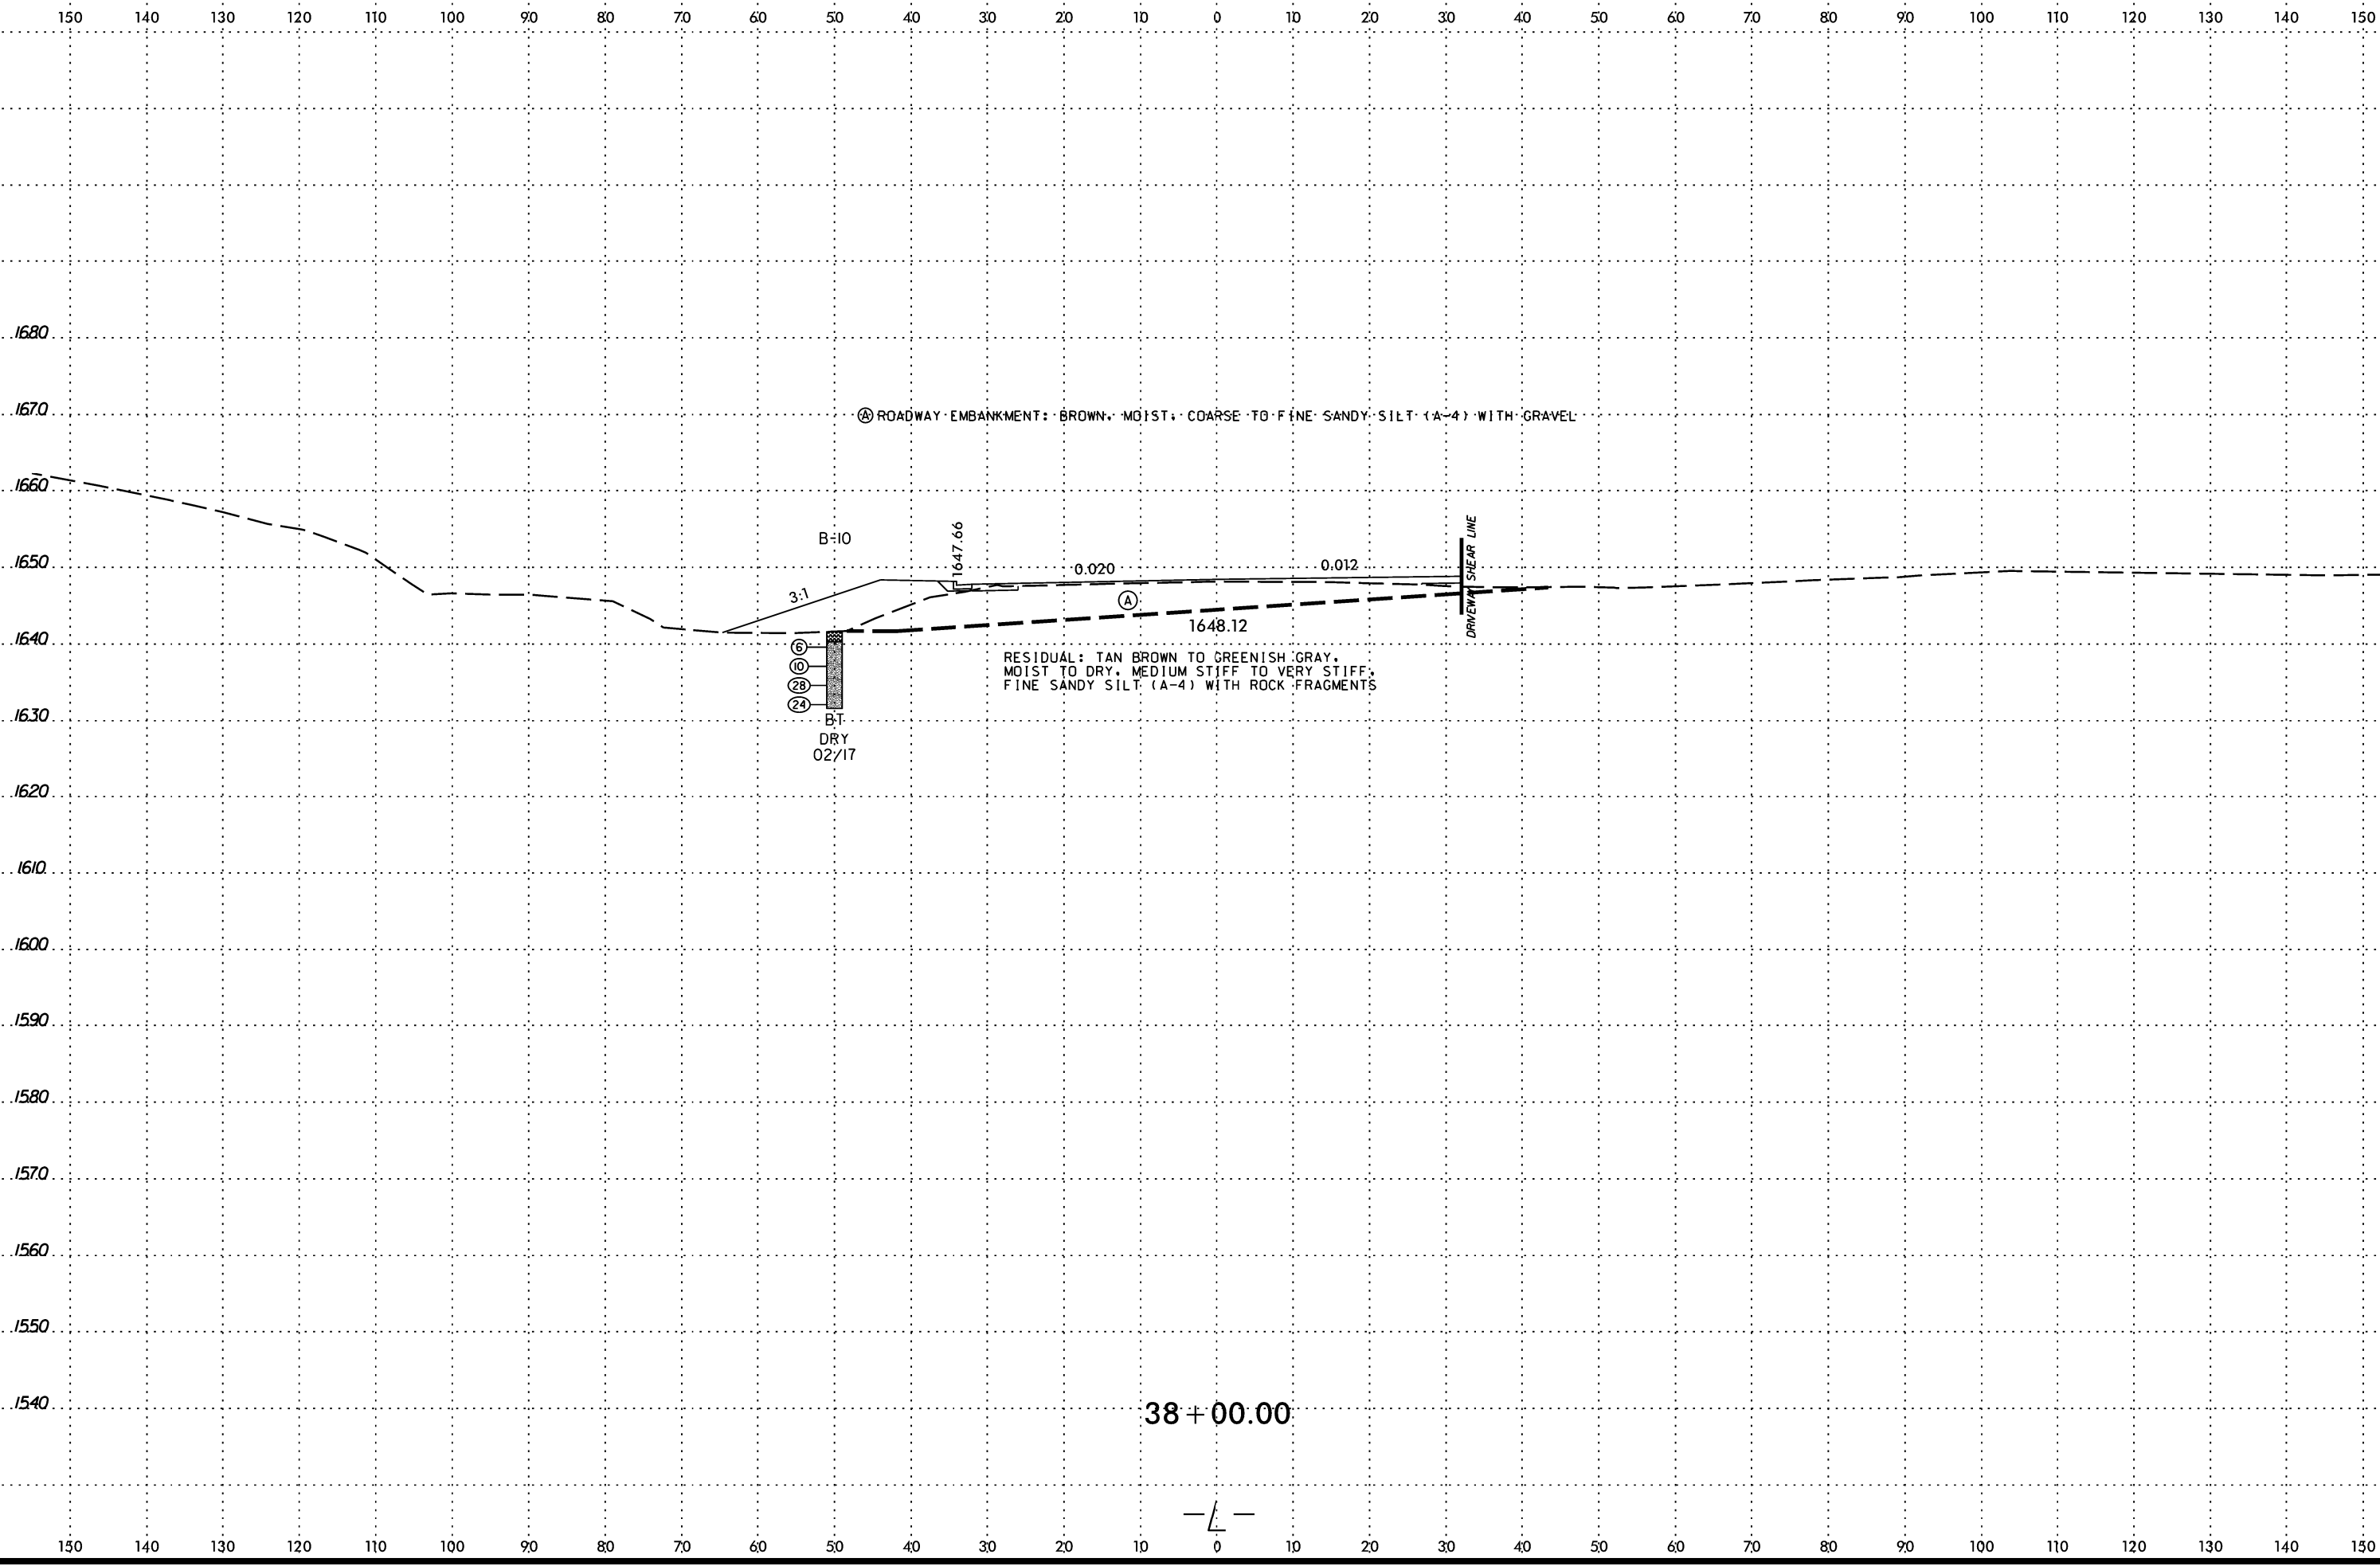 150 140 130 120 110 100 90 80 70 60 50 40 30 20 10 0 10 20 30 40 50 60 70 80 90 100 110 120 130 140 150
1680
1670
Ⓐ ROADWAY EMBANKMENT: BROWN, MOIST, COARSE TO FINE SANDY SILT (A-4) WITH GRAVEL
1660
B-10
1647.66
DRIVEWAY SHEAR LINE
1650
0.020
0.012
3:1
A
1640
1648.12
6
10
28
24
RESIDUAL: TAN BROWN TO GREENISH GRAY,
MOIST TO DRY, MEDIUM STIFF TO VERY STIFF,
FINE SANDY SILT (A-4) WITH ROCK FRAGMENTS
1630
BT
DRY
02/17
1620
1610
1600
1590
1580
1570
1560
1550
1540
38+00.00
-L-
150 140 130 120 110 100 90 80 70 60 50 40 30 20 10 0 10 20 30 40 50 60 70 80 90 100 110 120 130 140 150